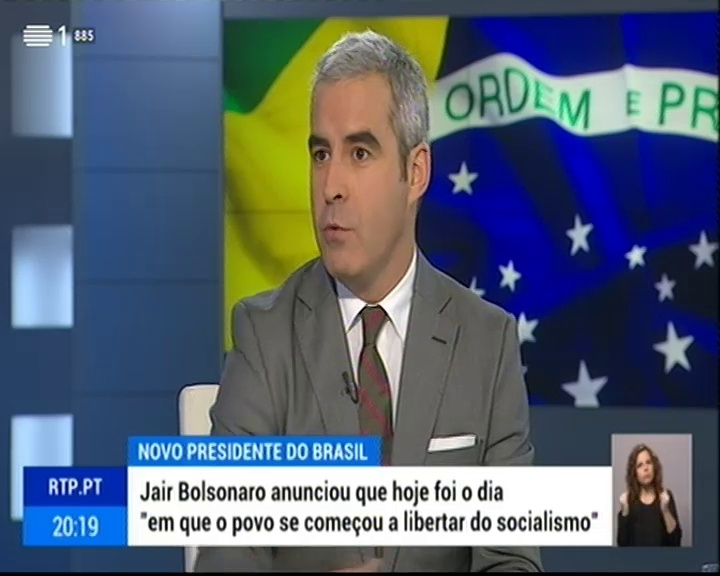 1 885
ORDEM E PR
NOVO PRESIDENTE DO BRASIL
RTP.PT
Jair Bolsonaro anunciou que hoje foi o dia
20:19
"em que o povo se começou a libertar do socialismo"